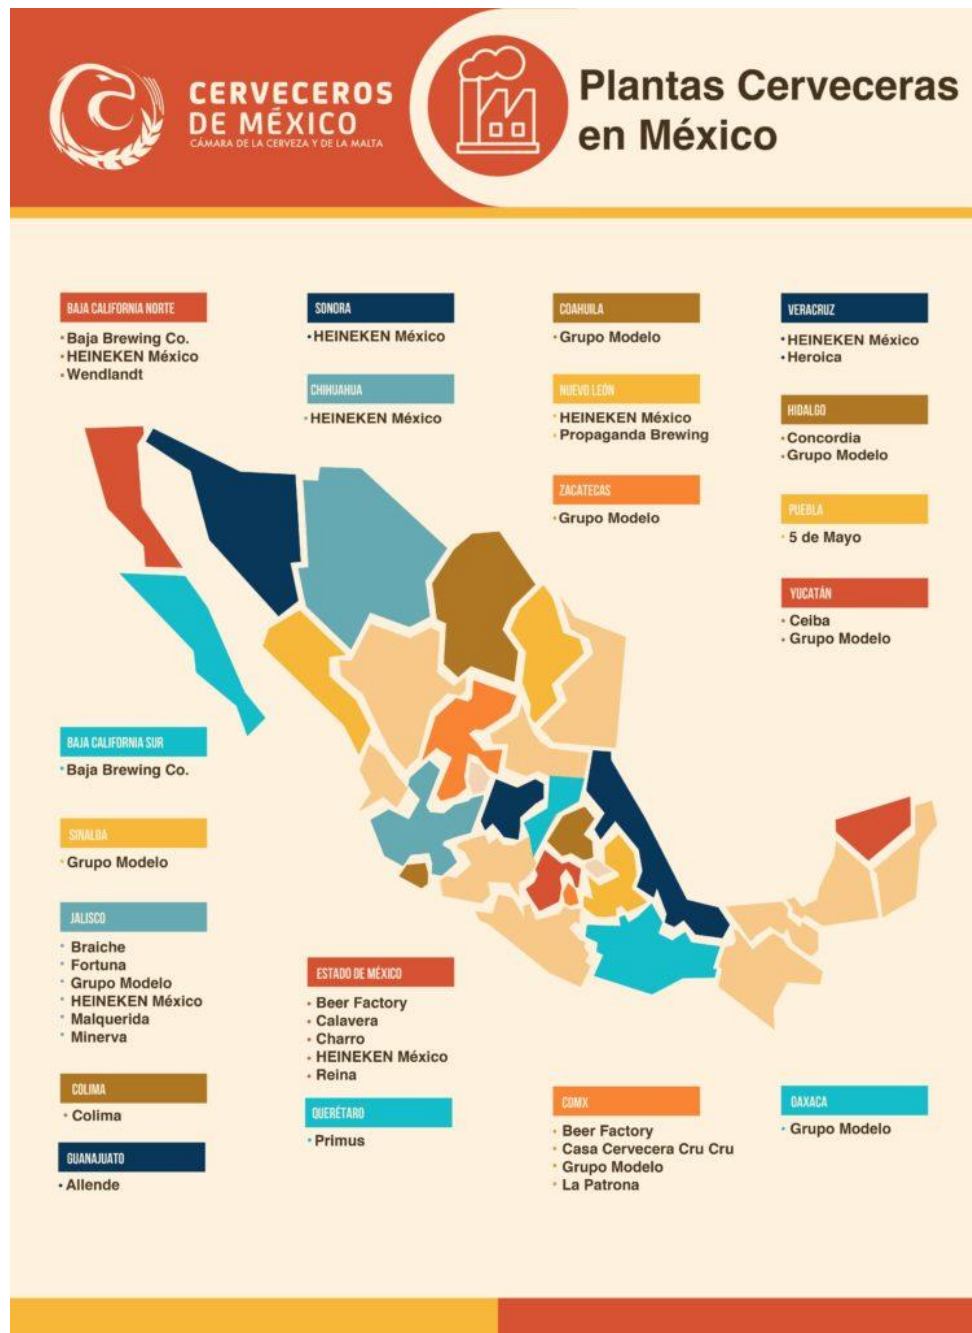 CERVECEROS
DE MÉXICO
CÁMARA DE LA CERVEZA Y DE LA MALTA
Plantas Cerveceras
en México
BAJA CALIFORNIA NORTE
• Baja Brewing Co.
• HEINEKEN México
• Wendlandt
SONORA
• HEINEKEN México
CHIHUAHUA
• HEINEKEN México
COAHUILA
• Grupo Modelo
NUEVO LEÓN
• HEINEKEN México
• Propaganda Brewing
ZACATECAS
• Grupo Modelo
VERACRUZ
• HEINEKEN México
• Heroica
HIDALGO
• Concordia
• Grupo Modelo
PUEBLA
• 5 de Mayo
YUCATÁN
• Ceiba
• Grupo Modelo
BAJA CALIFORNIA SUR
• Baja Brewing Co.
SINALOA
• Grupo Modelo
JALISCO
• Braiche
• Fortuna
• Grupo Modelo
• HEINEKEN México
• Malquerida
• Minerva
COLIMA
• Colima
GUANAJUATO
• Allende
ESTADO DE MÉXICO
• Beer Factory
• Calavera
• Charro
• HEINEKEN México
• Reina
QUERÉTARO
• Primus
CDMX
• Beer Factory
• Casa Cervecera Cru Cru
• Grupo Modelo
• La Patrona
OAXACA
• Grupo Modelo